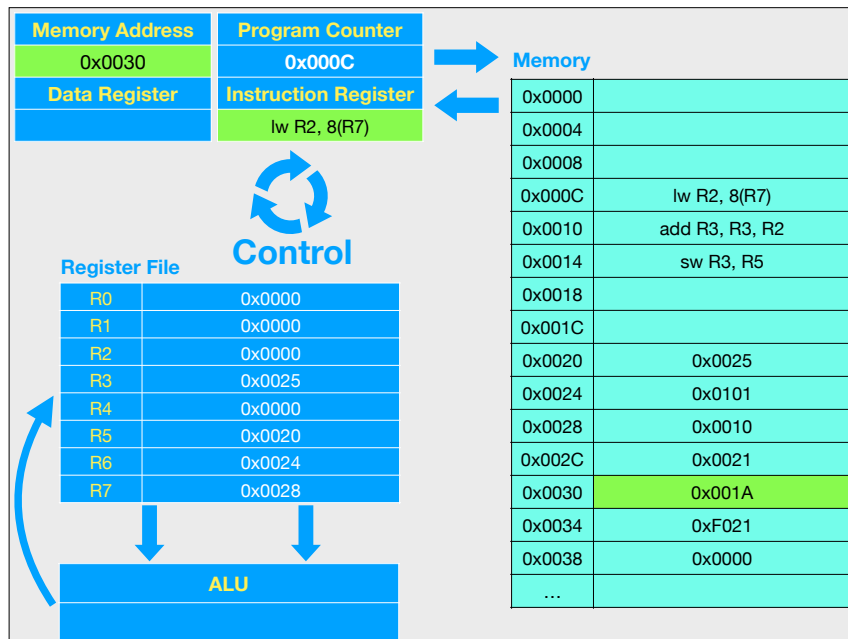 Memory Address Program Counter
0x0030 0x000C
Data Register Instruction Register
lw R2, 8(R7)
Control
Register File
R0 0x0000
R1 0x0000
R2 0x0000
R3 0x0025
R4 0x0000
R5 0x0020
R6 0x0024
R7 0x0028
ALU
Memory
0x0000
0x0004
0x0008
0x000C lw R2, 8(R7)
0x0010 add R3, R3, R2
0x0014 sw R3, R5
0x0018
0x001C
0x0020 0x0025
0x0024 0x0101
0x0028 0x0010
0x002C 0x0021
0x0030 0x001A
0x0034 0xF021
0x0038 0x0000
…